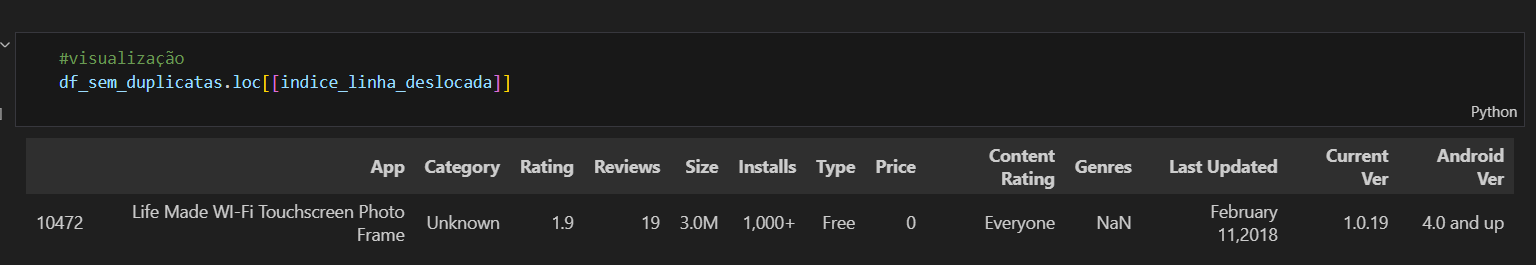 #visualização
df_sem_duplicatas.loc[[indice_linha_deslocada]]
Python
App Category Rating Reviews Size Installs Type Price Content Rating Genres Last Updated Current Ver Android Ver
10472 Life Made WI-Fi Touchscreen Photo Frame Unknown 1.9 19 3.0M 1,000+ Free 0 Everyone NaN February 11,2018 1.0.19 4.0 and up